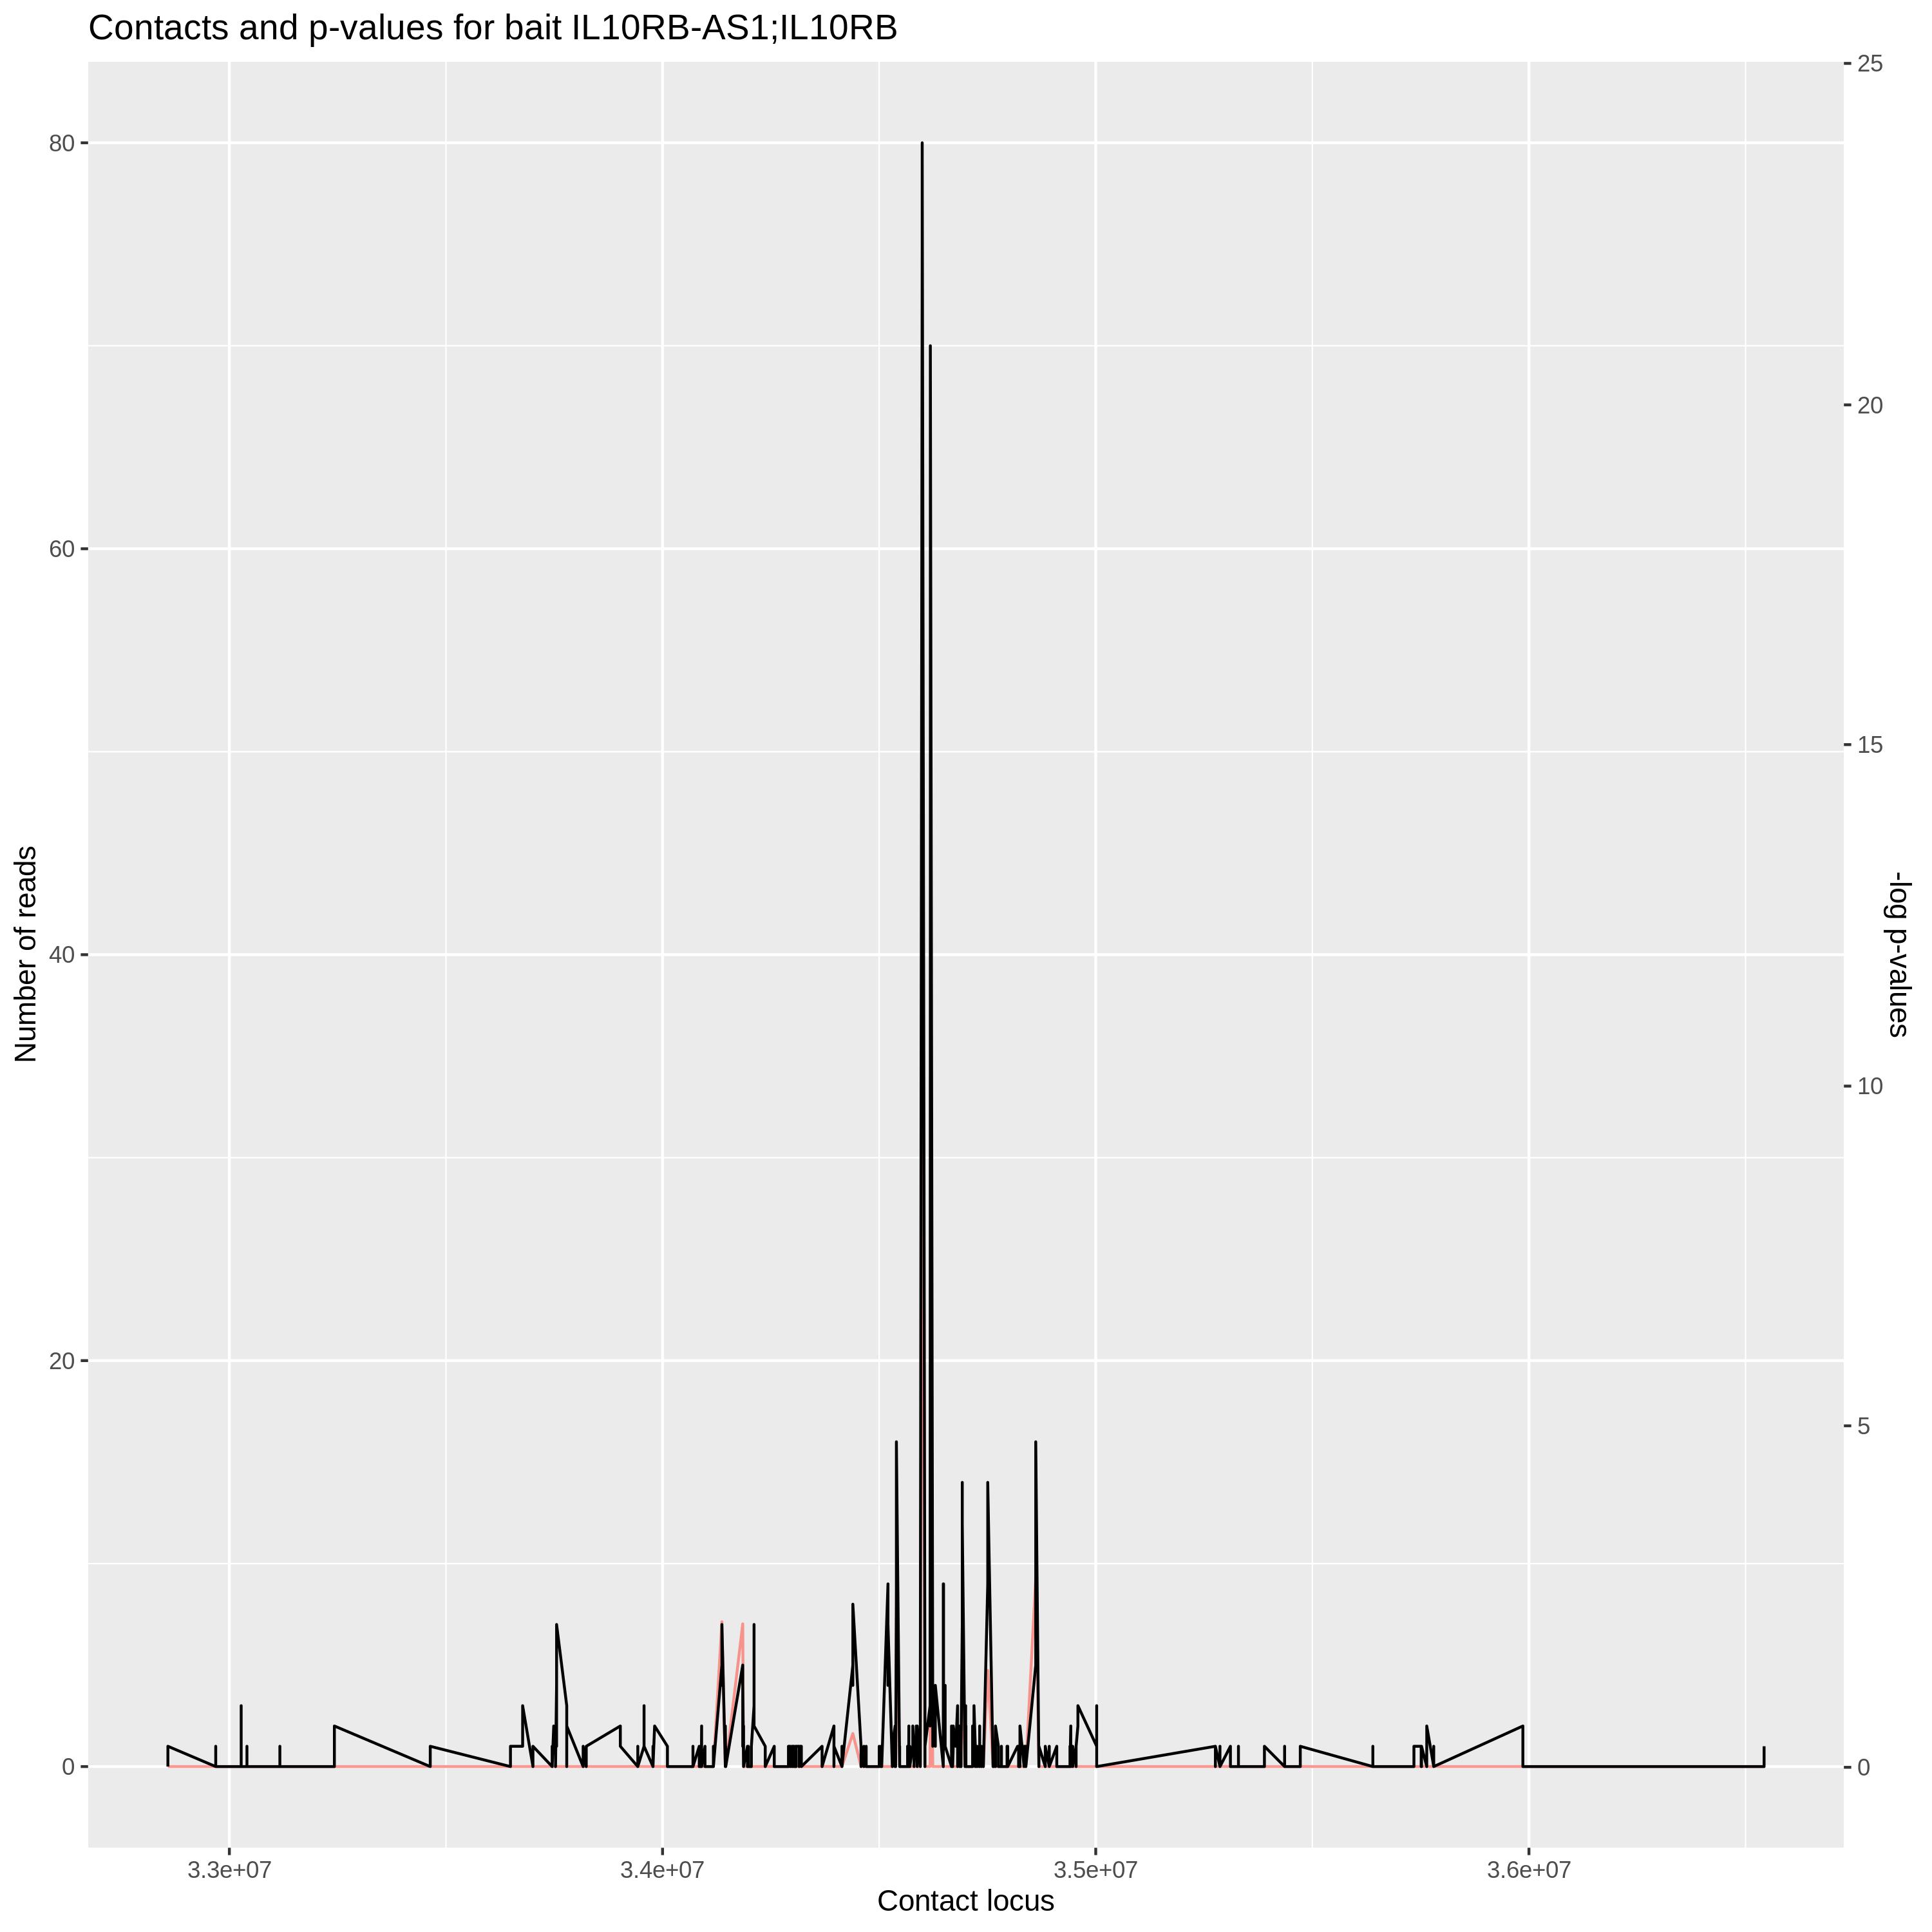 Contacts and p-values for bait IL10RB-AS1;IL10RB
Number of reads
80
60
40
20
0
25
20
15
10
5
0
-log p-values
3.3e+07
3.4e+07
3.5e+07
3.6e+07
Contact locus